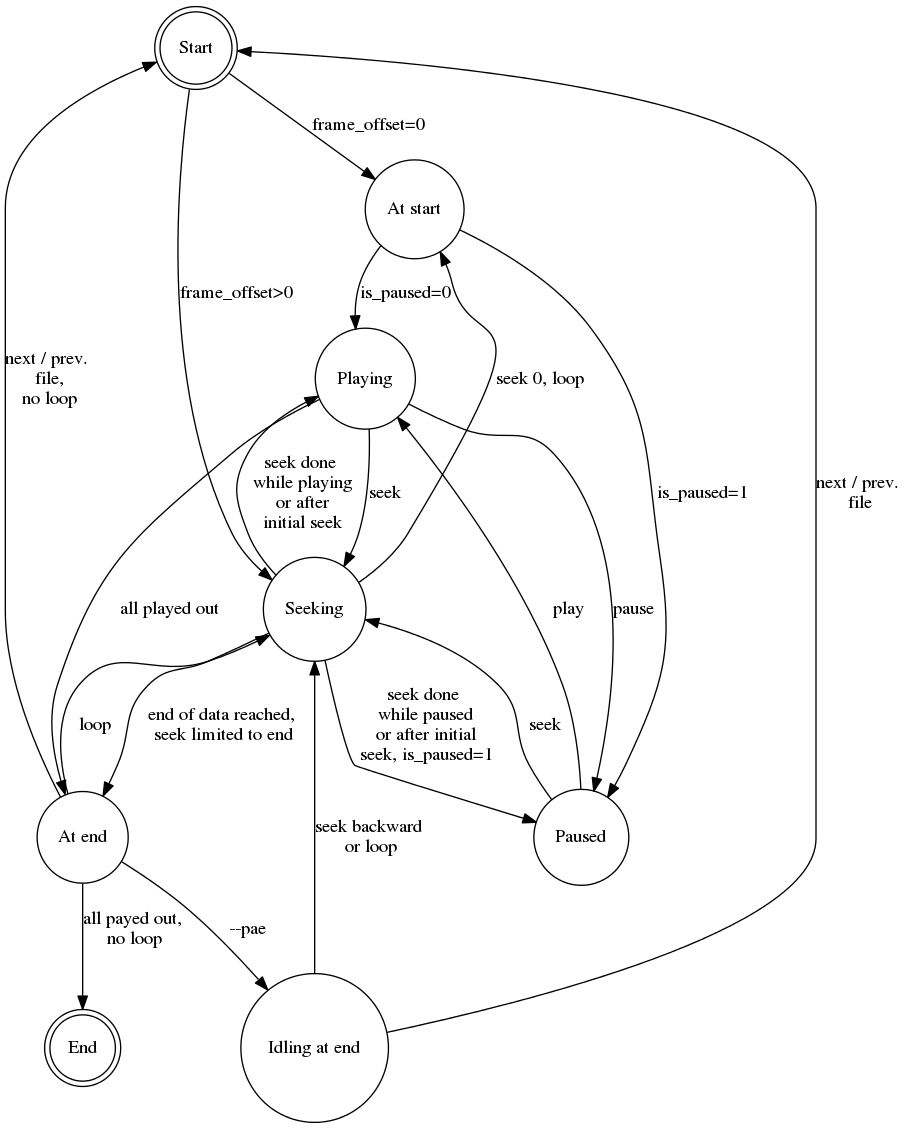 Start
frame_offset=0
At start
frame_offset>0
is_paused=0
next / prev.
file,
no loop
Playing
seek 0, loop
seek done
while playing
or after
initial seek
seek
is_paused=1
next / prev.
file
all played out
Seeking
play
pause
loop
end of data reached,
seek limited to end
seek done
while paused
or after initial
seek, is_paused=1
seek
At end
seek backward
or loop
Paused
all payed out,
no loop
--pae
End
Idling at end